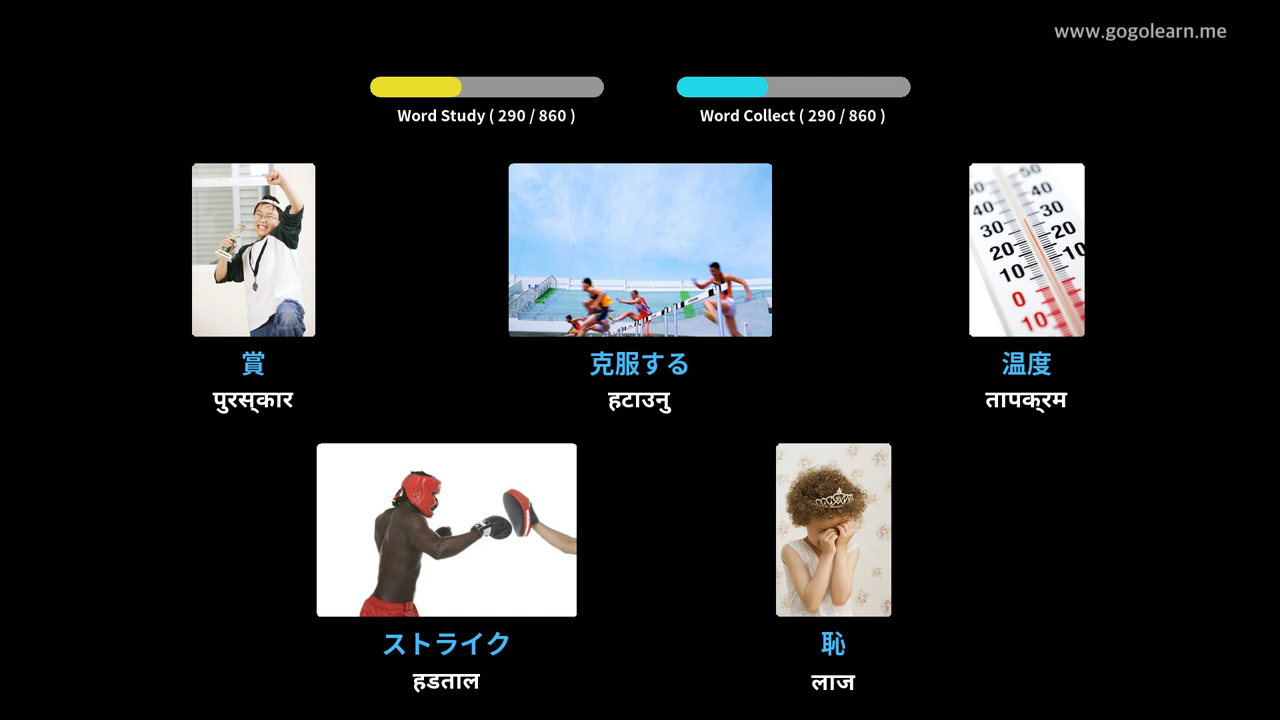 www.gogolearn.me
Word Study ( 290 / 860 )
Word Collect ( 290 / 860 )
賞
पुरस्कार
克服する
हटाउनु
温度
तापक्रम
ストライク
हडताल
恥
लाज